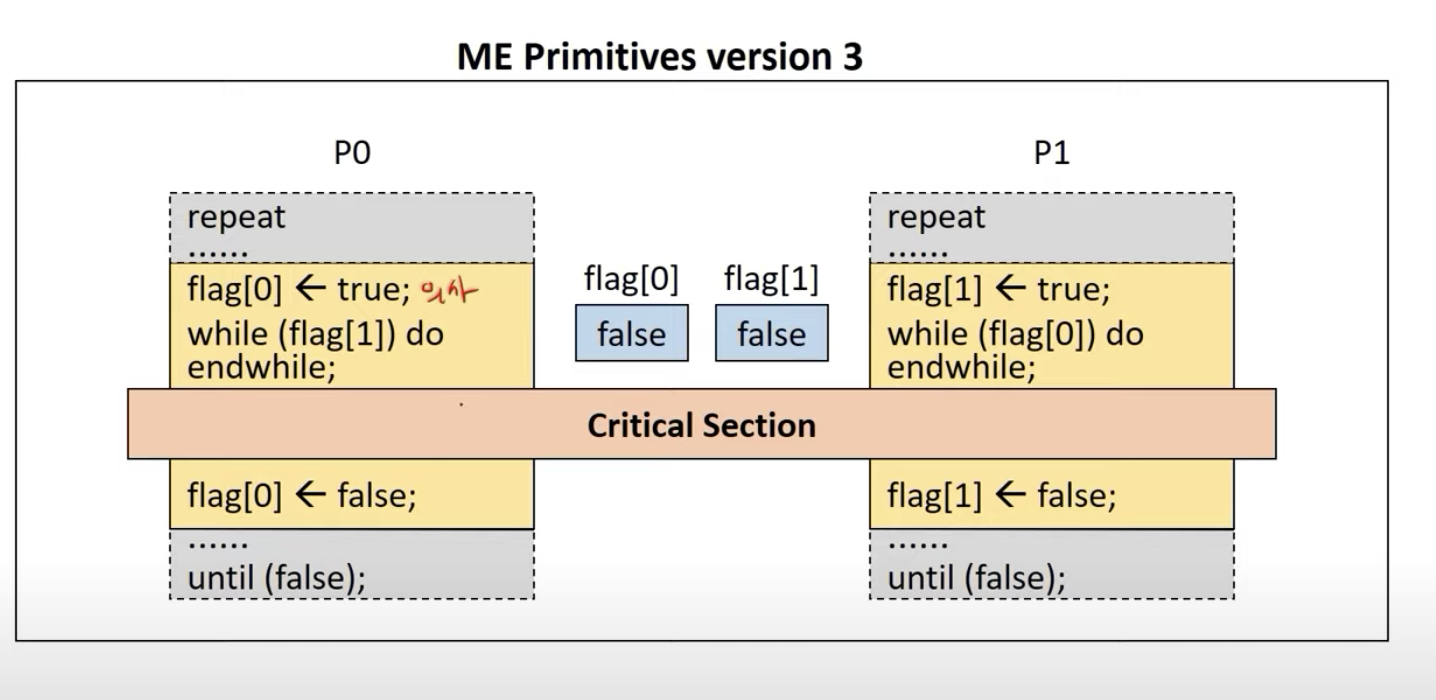 ME Primitives version 3
P0
repeat
......
flag[0] ← true; 의사
while (flag[1]) do
endwhile;
flag[0] flag[1]
false false
P1
repeat
......
flag[1] ← true;
while (flag[0]) do
endwhile;
Critical Section
flag[0] ← false;
......
until (false);
flag[1] ← false;
......
until (false);